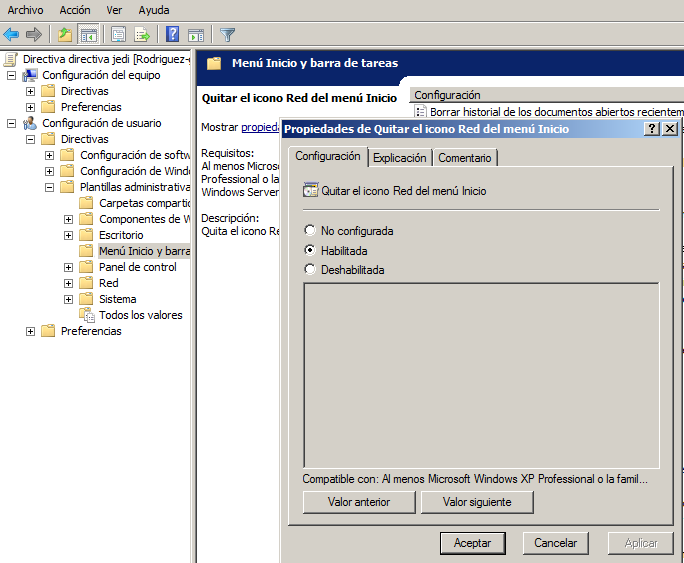 Archivo Acción Ver Ayuda
Directiva directiva jedi [Rodriguez-
Configuración del equipo
Directivas
Preferencias
Configuración de usuario
Directivas
Configuración de softw
Configuración de Windo
Plantillas administrativa
Carpetas compartic
Componentes de W
Escritorio
Menú Inicio y barra
Panel de control
Red
Sistema
Todos los valores
Preferencias
Menú Inicio y barra de tareas
Quitar el icono Red del menú Inicio
Mostrar propied
Requisitos:
Al menos Microso
Professional o la
Windows Server
Descripción:
Quita el icono Re
Configuración
Borrar historial de los documentos abiertos recientem
Propiedades de Quitar el icono Red del menú Inicio
Configuración Explicación Comentario
Quitar el icono Red del menú Inicio
No configurada
Habilitada
Deshabilitada
Compatible con: Al menos Microsoft Windows XP Professional o la famil...
Valor anterior Valor siguiente
Aceptar Cancelar Aplicar